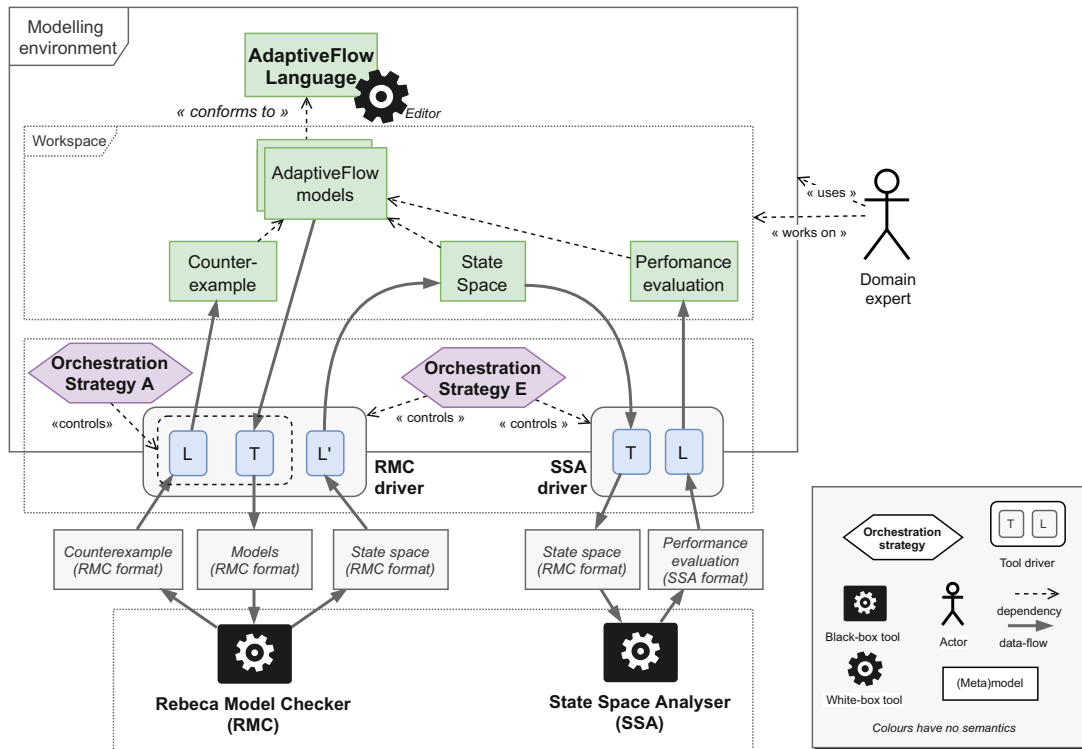 Modelling
environment
AdaptiveFlow
Language
« conforms to »
Editor
Workspace
AdaptiveFlow
models
« uses »
« works on »
Counter-
example
State
Space
Perfomance
evaluation
Domain
expert
Orchestration
Strategy A
Orchestration
Strategy E
«controls»
« controls »
« controls »
L
T
L'
RMC
driver
SSA
driver
T
L
Counterexample
(RMC format)
Models
(RMC format)
State space
(RMC format)
State space
(RMC format)
Performance
evaluation
(SSA format)
Rebeca Model Checker
(RMC)
State Space Analyser
(SSA)
Orchestration
strategy
T
L
Tool driver
Black-box tool
Actor
dependency
data-flow
White-box tool
(Meta)model
Colours have no semantics